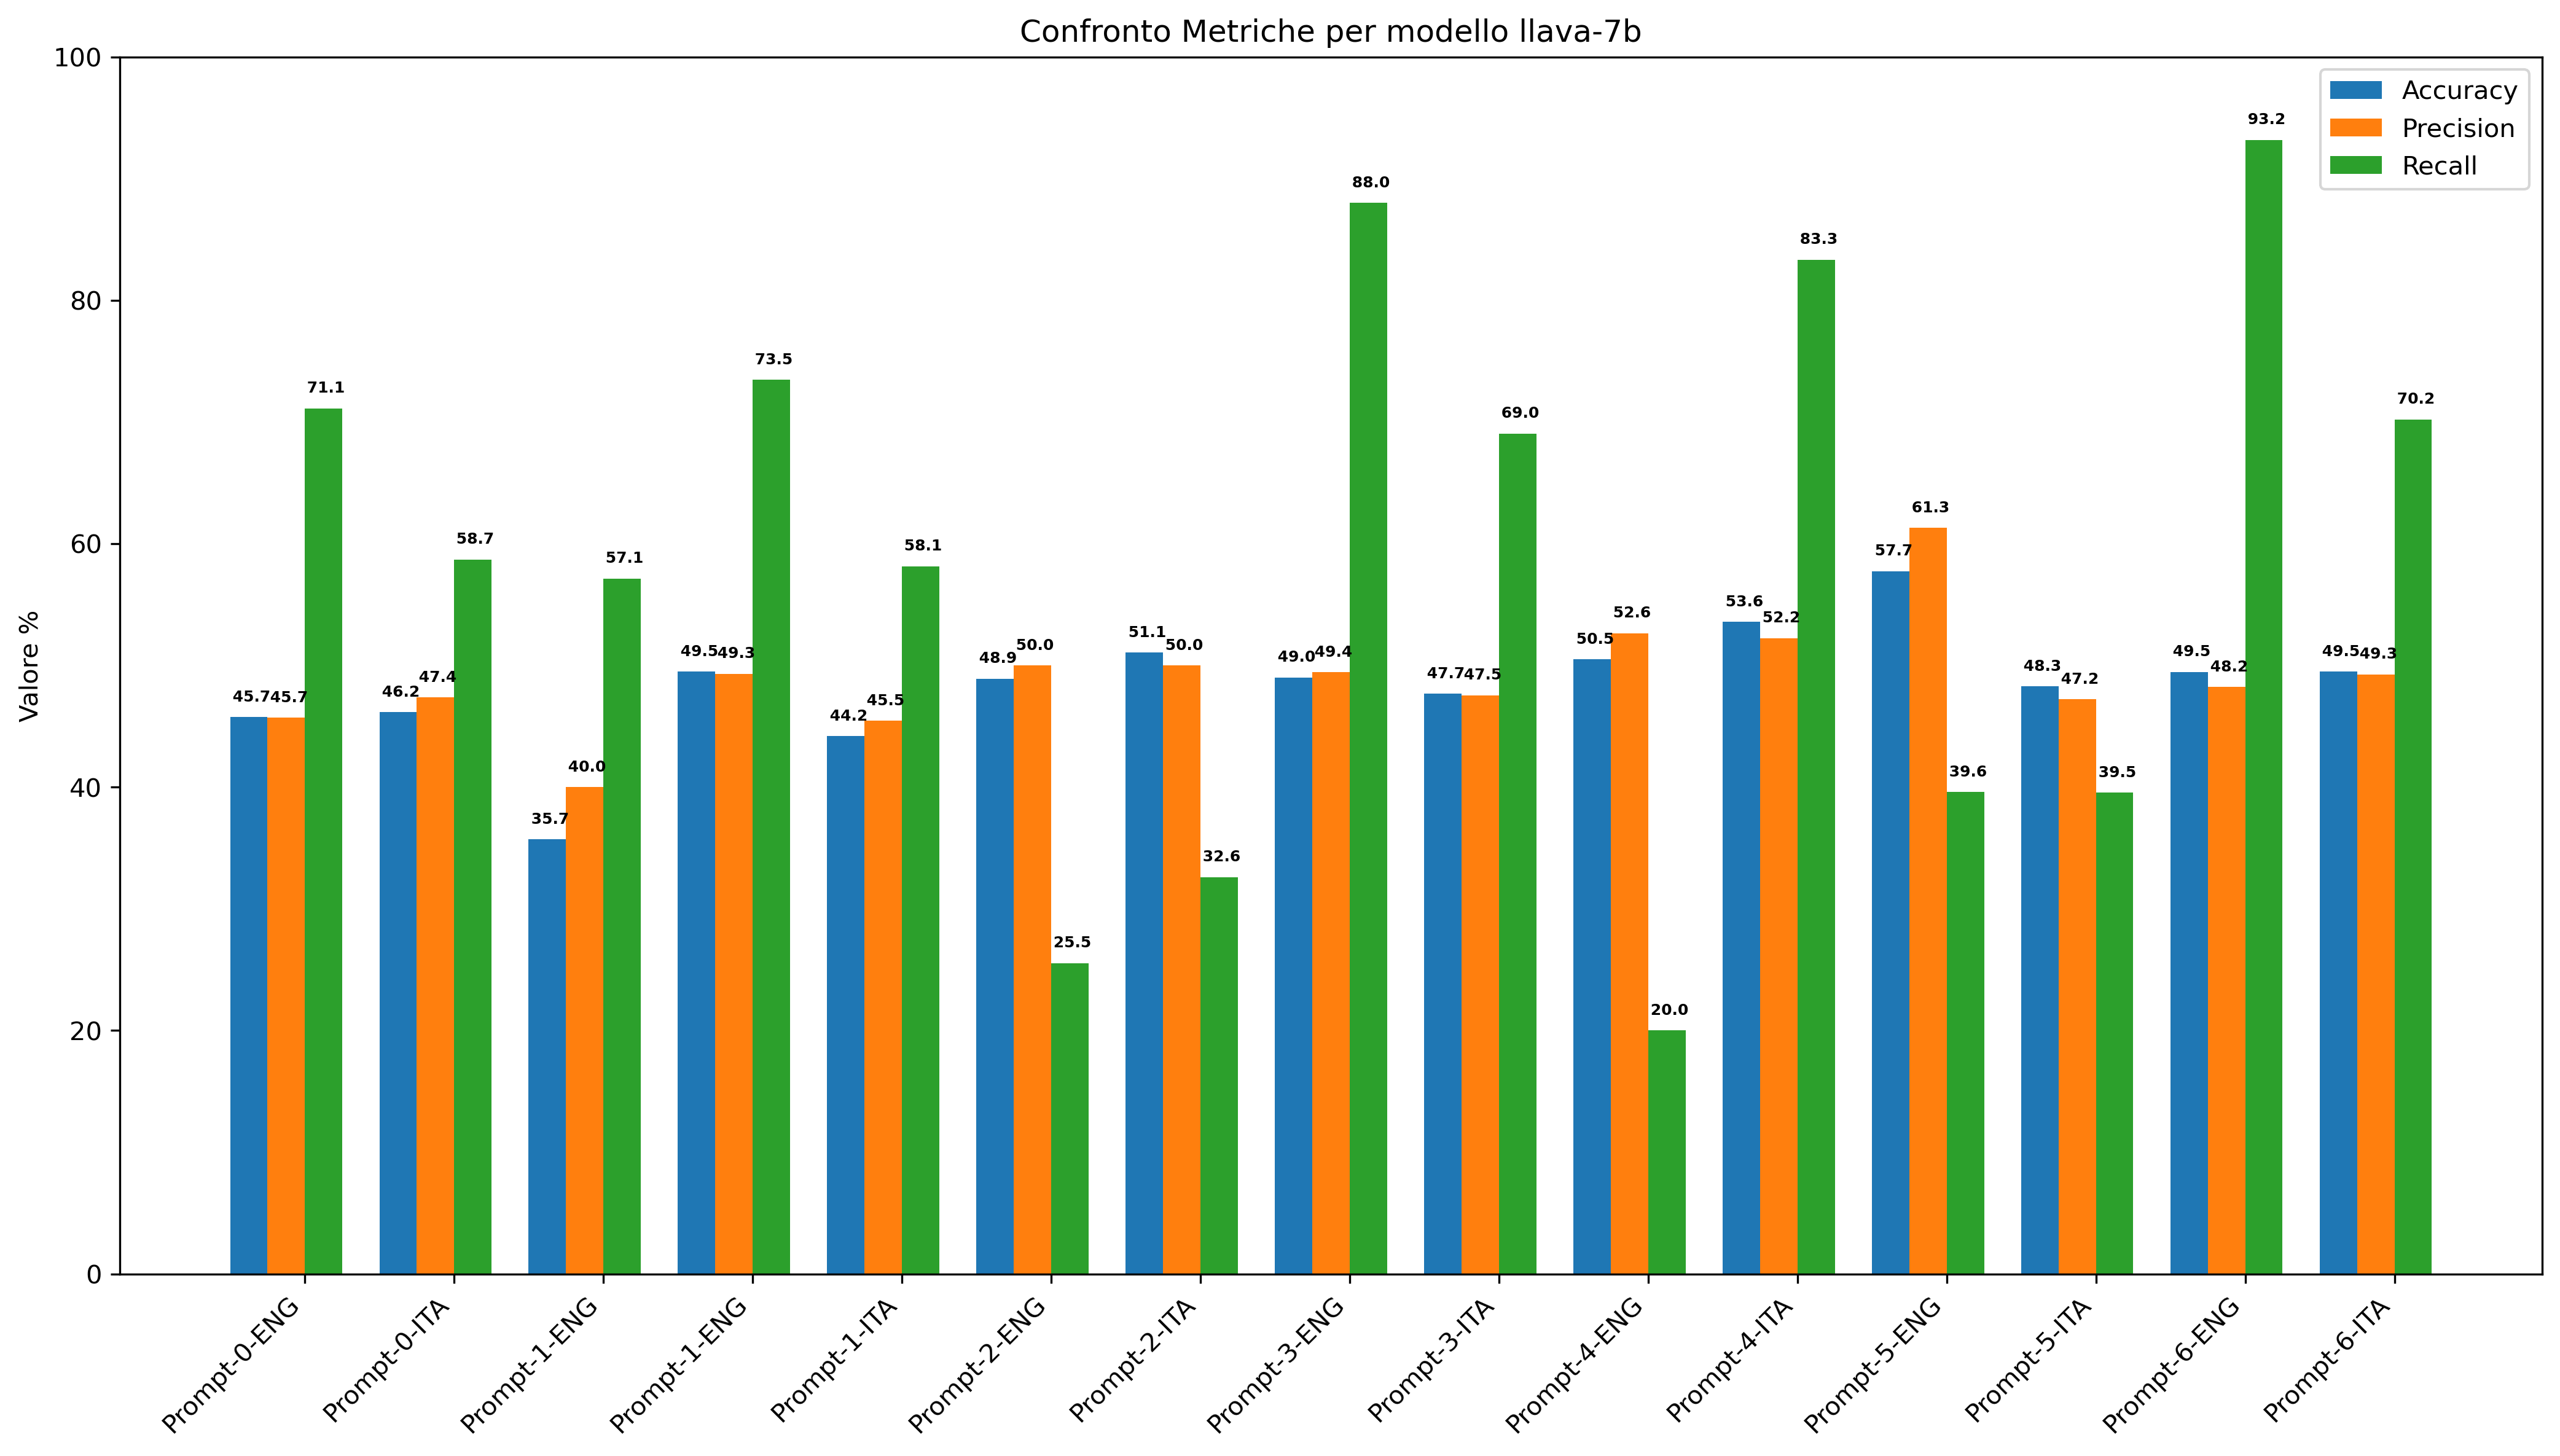 Confronto Metriche per modello llava-7b
Valore %
100
80
60
40
20
0
Accuracy
Precision
Recall
45.7 45.7 71.1
46.2 47.4 58.7
35.7 40.0 57.1
49.5 49.3 73.5
44.2 45.5 58.1
48.9 50.0 25.5
51.1 50.0 32.6
49.0 49.4 88.0
47.7 47.5 69.0
50.5 52.6 20.0
53.6 52.2 83.3
57.7 61.3 39.6
48.3 47.2 39.5
49.5 48.2 93.2
49.5 49.3 70.2
Prompt-0-ENG
Prompt-0-ITA
Prompt-1-ENG
Prompt-1-ENG
Prompt-1-ITA
Prompt-2-ENG
Prompt-2-ITA
Prompt-3-ENG
Prompt-3-ITA
Prompt-4-ENG
Prompt-4-ITA
Prompt-5-ENG
Prompt-5-ITA
Prompt-6-ENG
Prompt-6-ITA